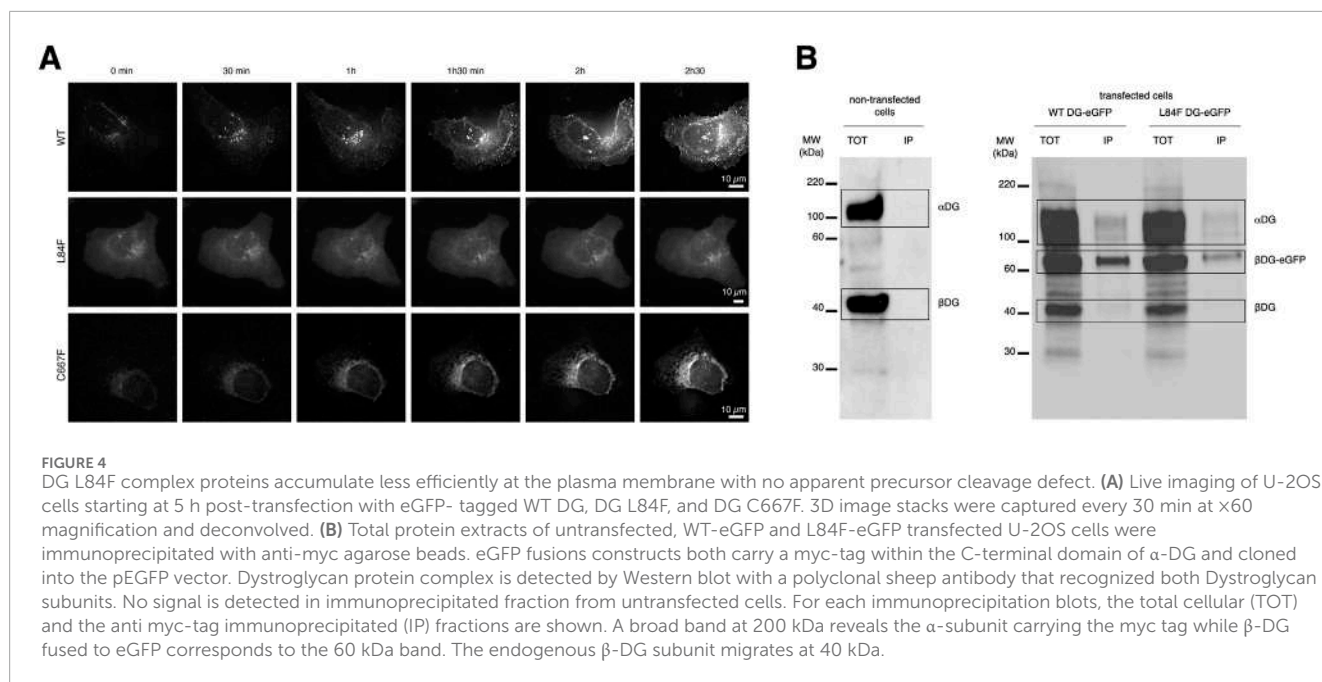 A
0 min
30 min
1h
1h30 min
2h
2h30
WT
10 µm
L84F
10 µm
C667F
10 µm
B
non-transfected
cells
MW
(kDa)
TOT
IP
220
100
60
40
30
αDG
βDG
transfected cells
WT DG-eGFP
L84F DG-eGFP
MW
(kDa)
TOT
IP
TOT
IP
220
100
60
40
30
αDG
βDG-eGFP
βDG
FIGURE 4
DG L84F complex proteins accumulate less efficiently at the plasma membrane with no apparent precursor cleavage defect. (A) Live imaging of U-2OS
cells starting at 5 h post-transfection with eGFP- tagged WT DG, DG L84F, and DG C667F. 3D image stacks were captured every 30 min at ×60
magnification and deconvolved. (B) Total protein extracts of untransfected, WT-eGFP and L84F-eGFP transfected U-2OS cells were
immunoprecipitated with anti-myc agarose beads. eGFP fusions constructs both carry a myc-tag within the C-terminal domain of α-DG and cloned
into the pEGFP vector. Dystroglycan protein complex is detected by Western blot with a polyclonal sheep antibody that recognized both Dystroglycan
subunits. No signal is detected in immunoprecipitated fraction from untransfected cells. For each immunoprecipitation blots, the total cellular (TOT)
and the anti myc-tag immunoprecipitated (IP) fractions are shown. A broad band at 200 kDa reveals the α-subunit carrying the myc tag while β-DG
fused to eGFP corresponds to the 60 kDa band. The endogenous β-DG subunit migrates at 40 kDa.